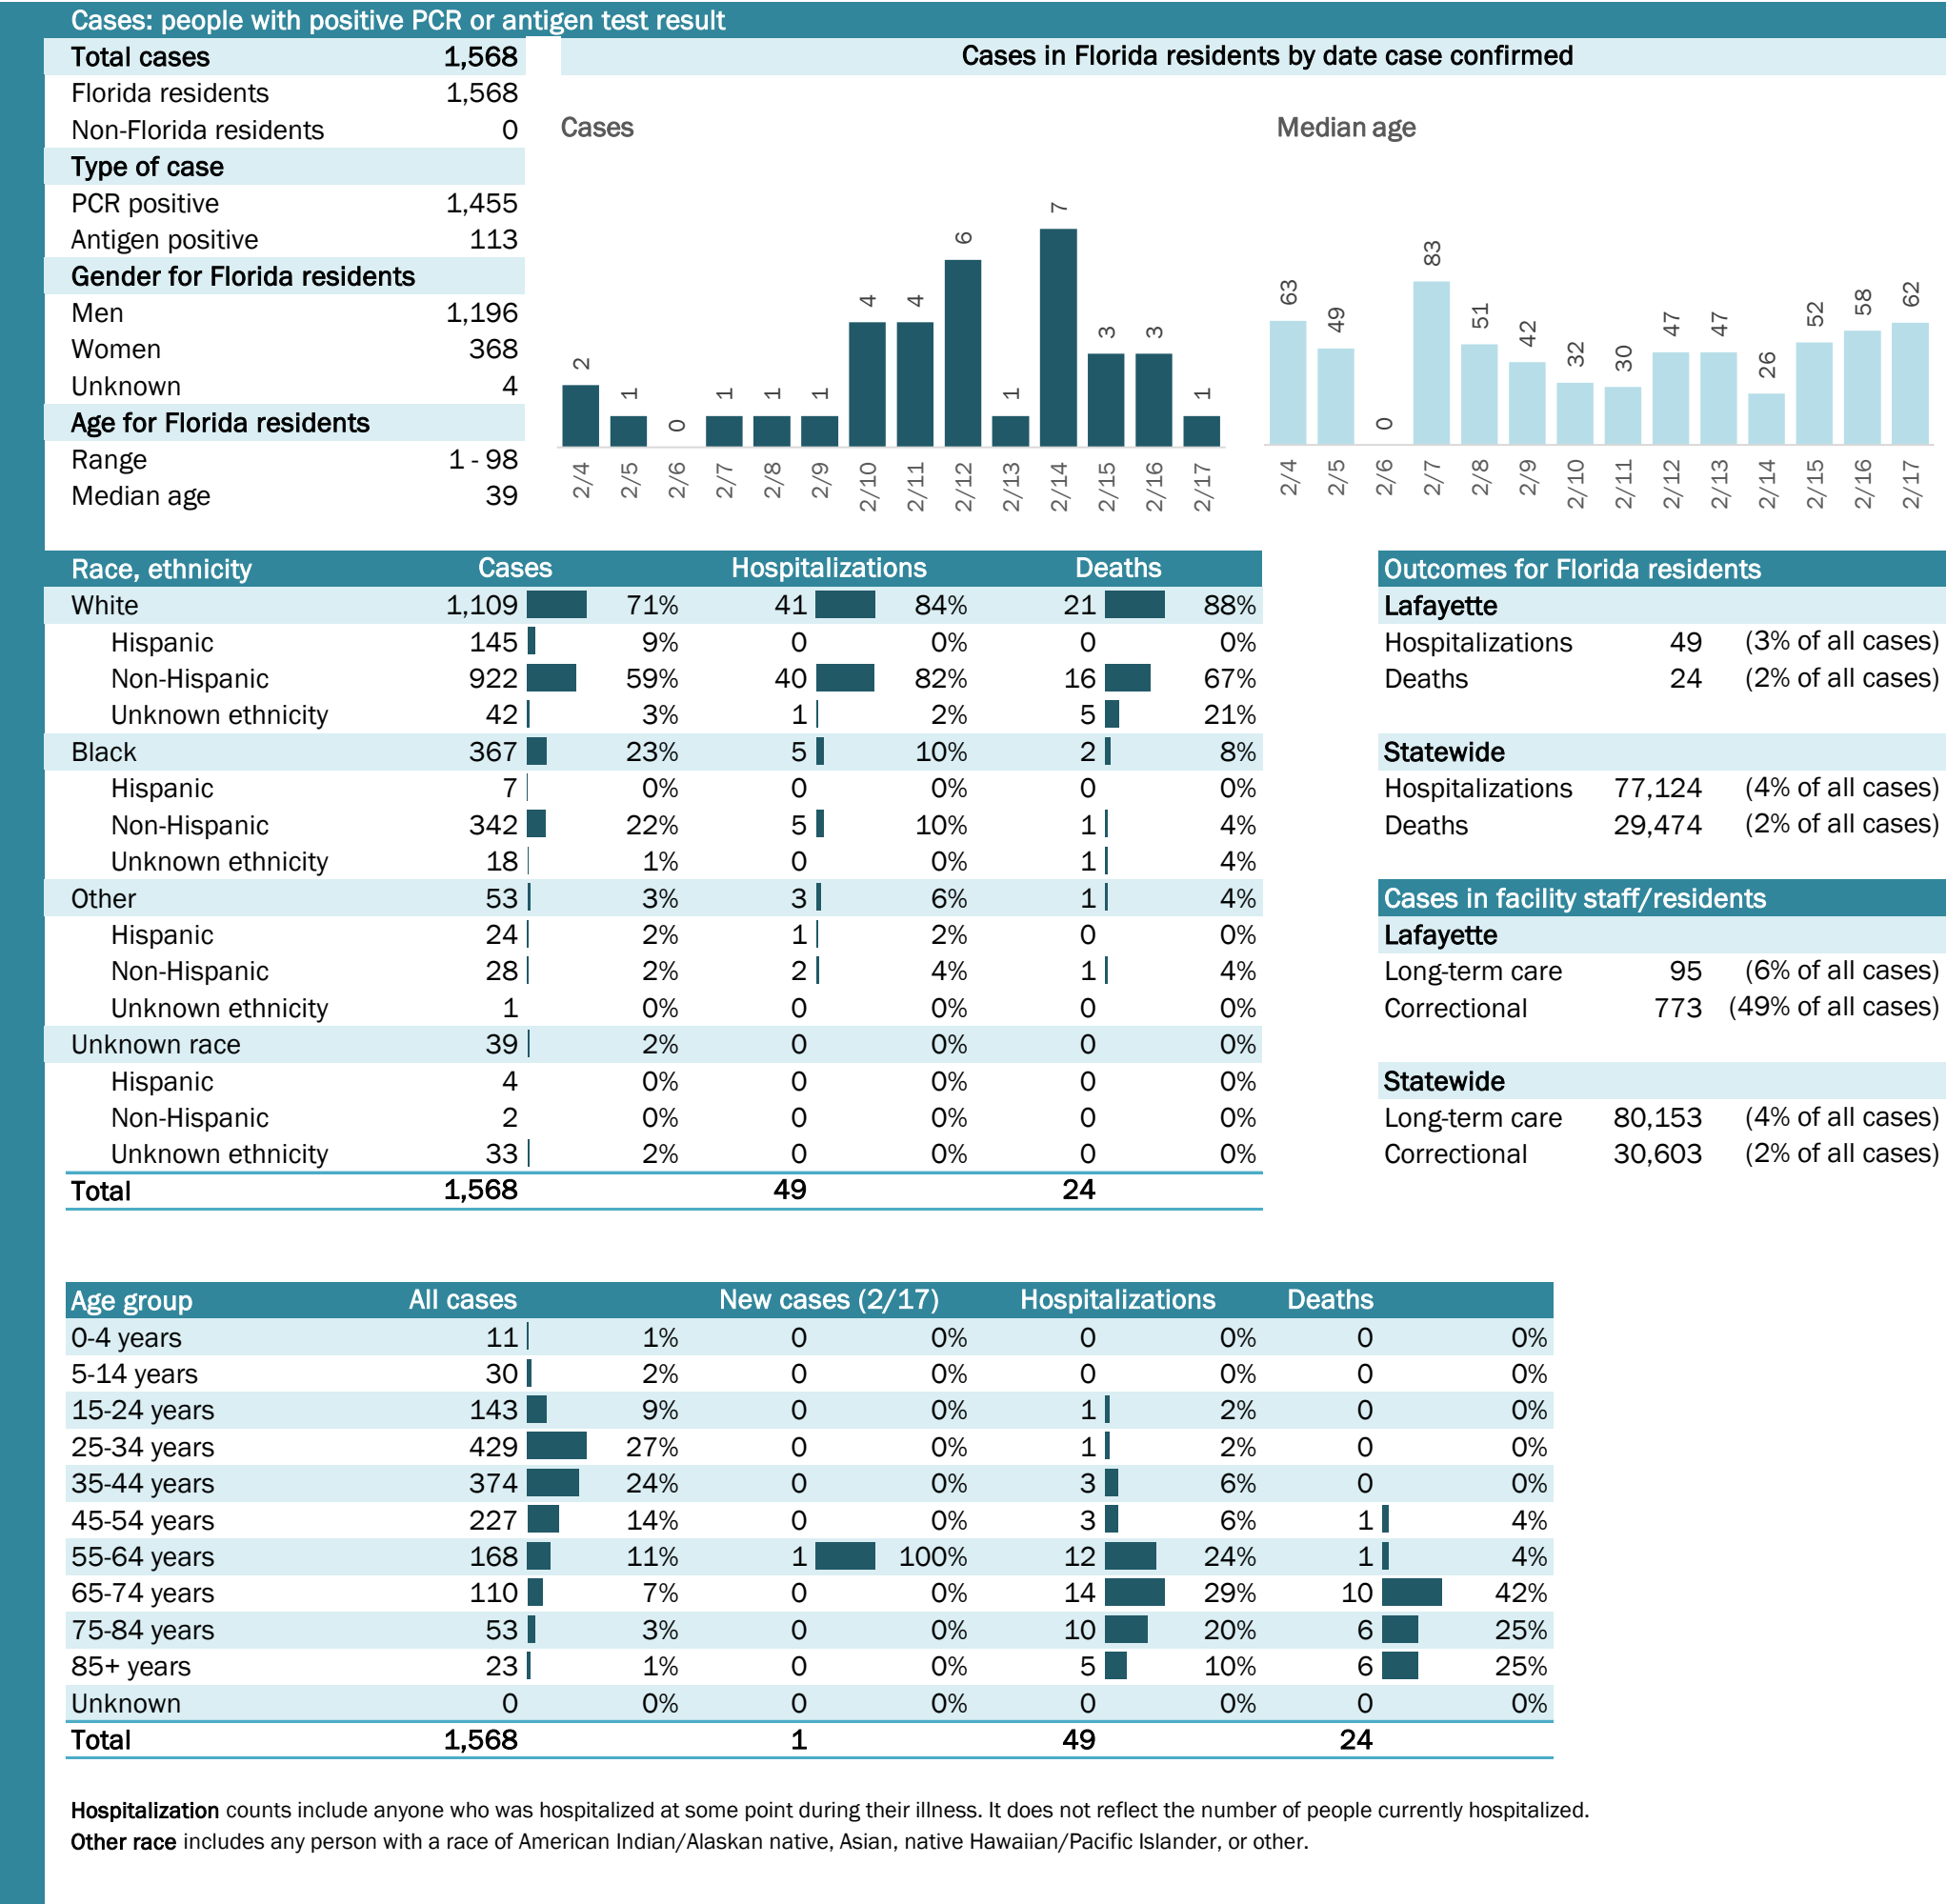 Cases: people with positive PCR or antigen test result
Total cases 1,568
Florida residents 1,568
Non-Florida residents 0
Type of case
PCR positive 1,455
Antigen positive 113
Gender for Florida residents
Men 1,196
Women 368
Unknown 4
Age for Florida residents
Range 1 - 98
Median age 39
Cases in Florida residents by date case confirmed
Cases
2 1 0 1 1 1 4 4 6 1 7 3 3 1
2/4 2/5 2/6 2/7 2/8 2/9 2/10 2/11 2/12 2/13 2/14 2/15 2/16 2/17
Median age
63 49 0 83 51 42 32 30 47 47 26 52 58 62
2/4 2/5 2/6 2/7 2/8 2/9 2/10 2/11 2/12 2/13 2/14 2/15 2/16 2/17
Race, ethnicity Cases Hospitalizations Deaths
White 1,109 71% 41 84% 21 88%
Hispanic 145 9% 0 0% 0 0%
Non-Hispanic 922 59% 40 82% 16 67%
Unknown ethnicity 42 3% 1 2% 5 21%
Black 367 23% 5 10% 2 8%
Hispanic 7 0% 0 0% 0 0%
Non-Hispanic 342 22% 5 10% 1 4%
Unknown ethnicity 18 1% 0 0% 1 4%
Other 53 3% 3 6% 1 4%
Hispanic 24 2% 1 2% 0 0%
Non-Hispanic 28 2% 2 4% 1 4%
Unknown ethnicity 1 0% 0 0% 0 0%
Unknown race 39 2% 0 0% 0 0%
Hispanic 4 0% 0 0% 0 0%
Non-Hispanic 2 0% 0 0% 0 0%
Unknown ethnicity 33 2% 0 0% 0 0%
Total 1,568 49 24
Outcomes for Florida residents
Lafayette
Hospitalizations 49 (3% of all cases)
Deaths 24 (2% of all cases)
Statewide
Hospitalizations 77,124 (4% of all cases)
Deaths 29,474 (2% of all cases)
Cases in facility staff/residents
Lafayette
Long-term care 95 (6% of all cases)
Correctional 773 (49% of all cases)
Statewide
Long-term care 80,153 (4% of all cases)
Correctional 30,603 (2% of all cases)
Age group All cases New cases (2/17) Hospitalizations Deaths
0-4 years 11 1% 0 0% 0 0% 0 0%
5-14 years 30 2% 0 0% 0 0% 0 0%
15-24 years 143 9% 0 0% 1 2% 0 0%
25-34 years 429 27% 0 0% 1 2% 0 0%
35-44 years 374 24% 0 0% 3 6% 0 0%
45-54 years 227 14% 0 0% 3 6% 1 4%
55-64 years 168 11% 1 100% 12 24% 1 4%
65-74 years 110 7% 0 0% 14 29% 10 42%
75-84 years 53 3% 0 0% 10 20% 6 25%
85+ years 23 1% 0 0% 5 10% 6 25%
Unknown 0 0% 0 0% 0 0% 0 0%
Total 1,568 1 49 24
Hospitalization counts include anyone who was hospitalized at some point during their illness. It does not reflect the number of people currently hospitalized.
Other race includes any person with a race of American Indian/Alaskan native, Asian, native Hawaiian/Pacific Islander, or other.